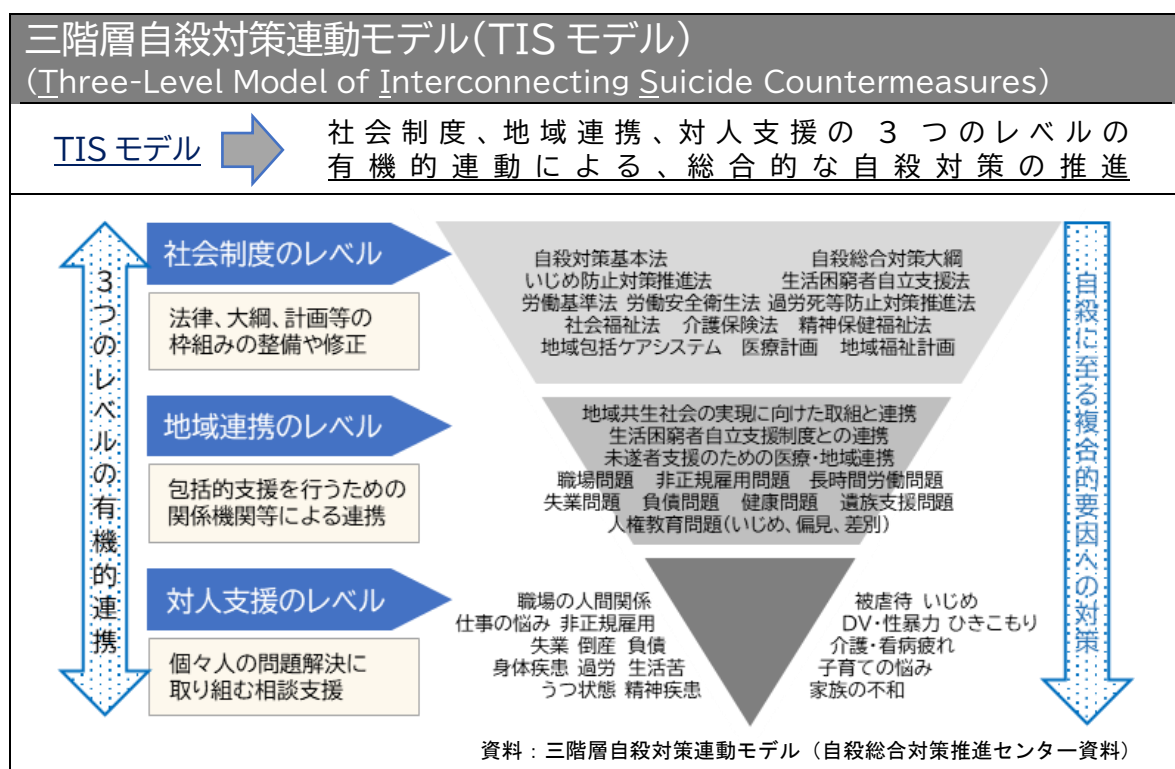 三階層自殺対策連動モデル(TIS モデル)
(Three-Level Model of Interconnecting Suicide Countermeasures)
TIS モデル
社会制度、地域連携、対人支援の 3 つのレベルの
有機的連動による、総合的な自殺対策の推進
3つのレベルの有機的連携
社会制度のレベル
法律、大綱、計画等の
枠組みの整備や修正
自殺対策基本法 自殺総合対策大綱
いじめ防止対策推進法 生活困窮者自立支援法
労働基準法 労働安全衛生法 過労死等防止対策推進法
社会福祉法 介護保険法 精神保健福祉法
地域包括ケアシステム 医療計画 地域福祉計画
地域連携のレベル
包括的支援を行うための
関係機関等による連携
地域共生社会の実現に向けた取組と連携
生活困窮者自立支援制度との連携
未遂者支援のための医療・地域連携
職場問題 非正規雇用問題 長時間労働問題
失業問題 負債問題 健康問題 遺族支援問題
人権教育問題(いじめ、偏見、差別)
対人支援のレベル
個々人の問題解決に
取り組む相談支援
職場の人間関係
仕事の悩み 非正規雇用
失業 倒産 負債
身体疾患 過労 生活苦
うつ状態 精神疾患
被虐待 いじめ
DV・性暴力 ひきこもり
介護・看病疲れ
子育ての悩み
家族の不和
自殺に至る複合的要因への対策
資料：三階層自殺対策連動モデル（自殺総合対策推進センター資料）